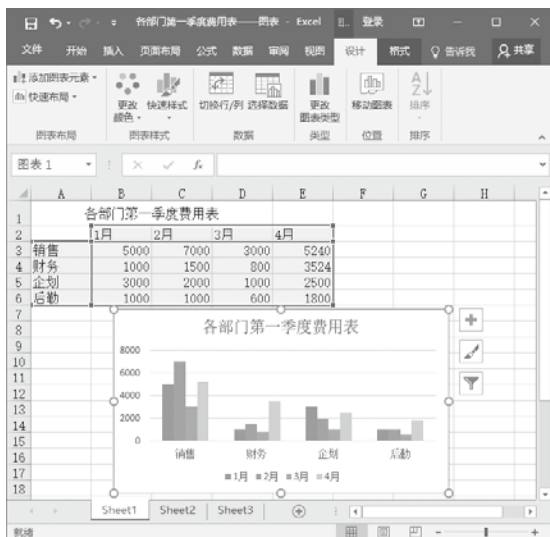 各部门第一季度费用表——图表 - Excel 登录
文件 开始 插入 页面布局 公式 数据 审阅 视图 设计 格式 告诉我 共享
添加图表元素 快速布局 更改颜色 快速样式 切换行/列 选择数据 更改图表类型 移动图表 排序
图表布局 图表样式 数据 类型 位置 排序
图表 1 fx
A B C D E F G H
1 各部门第一季度费用表
2 1月 2月 3月 4月
3 销售 5000 7000 3000 5240
4 财务 1000 1500 800 3524
5 企划 3000 2000 1000 2500
6 后勤 1000 1000 600 1800
7
8 各部门第一季度费用表
9
10 8000
11 6000
12
13 4000
14 2000
15 0
16 销售 财务 企划 后勤
17 1月 2月 3月 4月
18
Sheet1 Sheet2 Sheet3
就绪